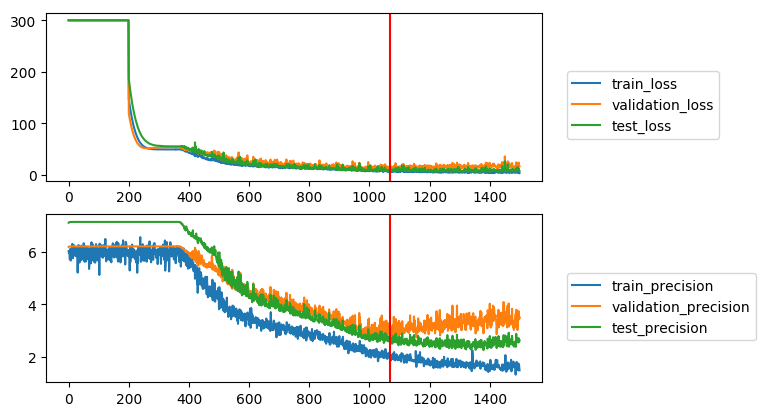 300
200
100
0
0 200 400 600 800 1000 1200 1400
train_loss
validation_loss
test_loss
6
4
2
0 200 400 600 800 1000 1200 1400
train_precision
validation_precision
test_precision